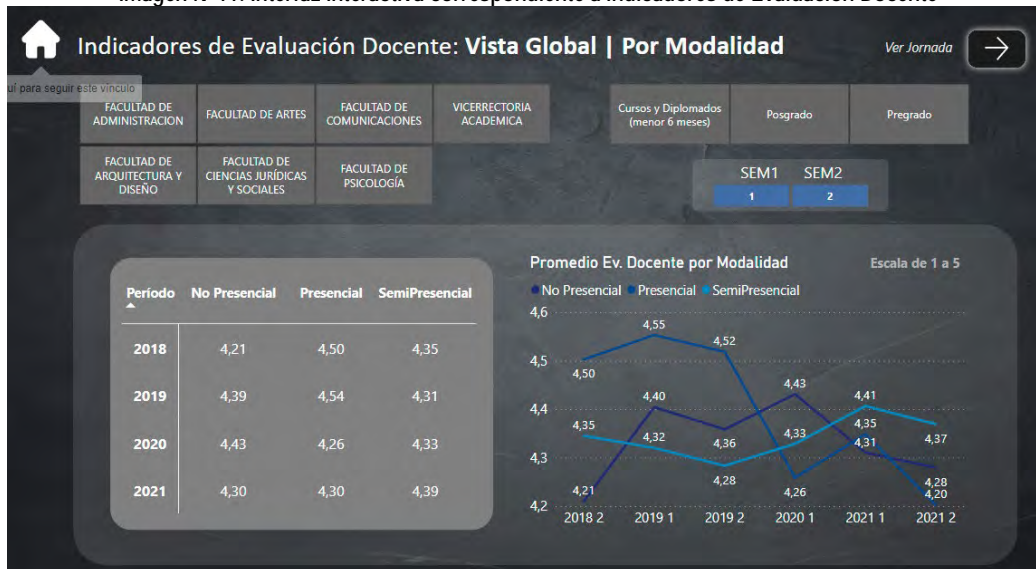 Indicadores de Evaluación Docente: Vista Global | Por Modalidad
Ver Jornada
uí para seguir este vínculo
FACULTAD DE
ADMINISTRACION
FACULTAD DE ARTES
FACULTAD DE
COMUNICACIONES
VICERRECTORIA
ACADEMICA
Cursos y Diplomados
(menor 6 meses)
Posgrado
Pregrado
FACULTAD DE
ARQUITECTURA Y
DISEÑO
FACULTAD DE
CIENCIAS JURÍDICAS
Y SOCIALES
FACULTAD DE
PSICOLOGÍA
SEM1 SEM2
1 2
Período No Presencial Presencial SemiPresencial
2018 4,21 4,50 4,35
2019 4,39 4,54 4,31
2020 4,43 4,26 4,33
2021 4,30 4,30 4,39
Promedio Ev. Docente por Modalidad
Escala de 1 a 5
No Presencial Presencial SemiPresencial
4,6
4,5
4,4
4,3
4,2
4,50
4,55
4,52
4,26
4,35
4,20
4,21
4,40
4,36
4,43
4,31
4,28
4,35
4,32
4,28
4,33
4,41
4,37
2018 2 2019 1 2019 2 2020 1 2021 1 2021 2